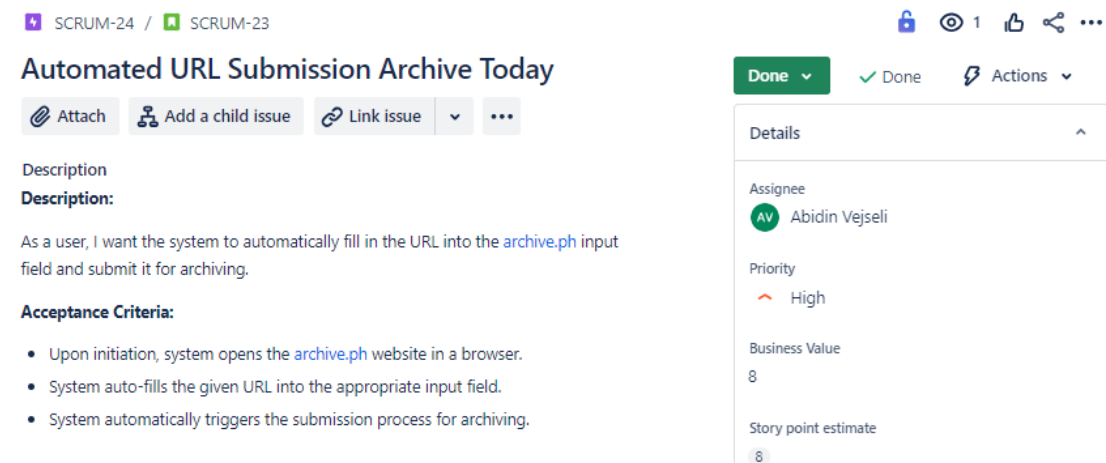 SCRUM-24 / SCRUM-23
1
Automated URL Submission Archive Today
Attach
Add a child issue
Link issue
Description
Description:
As a user, I want the system to automatically fill in the URL into the archive.ph input
field and submit it for archiving.
Acceptance Criteria:
• Upon initiation, system opens the archive.ph website in a browser.
• System auto-fills the given URL into the appropriate input field.
• System automatically triggers the submission process for archiving.
Done
Done
Actions
Details
Assignee
AV Abidin Vejseli
Priority
High
Business Value
8
Story point estimate
8